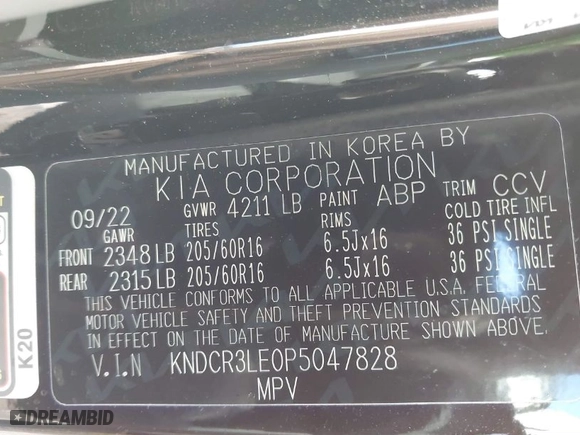 MANUFACTURED IN KOREA BY
KIA CORPORATION
09/22 GVWR 4211 LB PAINT ABP TRIM CCV
GAWR TIRES RIMS COLD TIRE INFL
FRONT 2348 LB 205/60R16 6.5Jx16 36 PSI SINGLE
REAR 2315 LB 205/60R16 6.5Jx16 36 PSI SINGLE
THIS VEHICLE CONFORMS TO ALL APPLICABLE U.S.A. FEDERAL
MOTOR VEHICLE SAFETY AND THEFT PREVENTION STANDARDS
IN EFFECT ON THE DATE OF MANUFACTURE SHOWN ABOVE.
V.I.N KNDCR3LE0P5047828
MPV
K20
DREAMBID